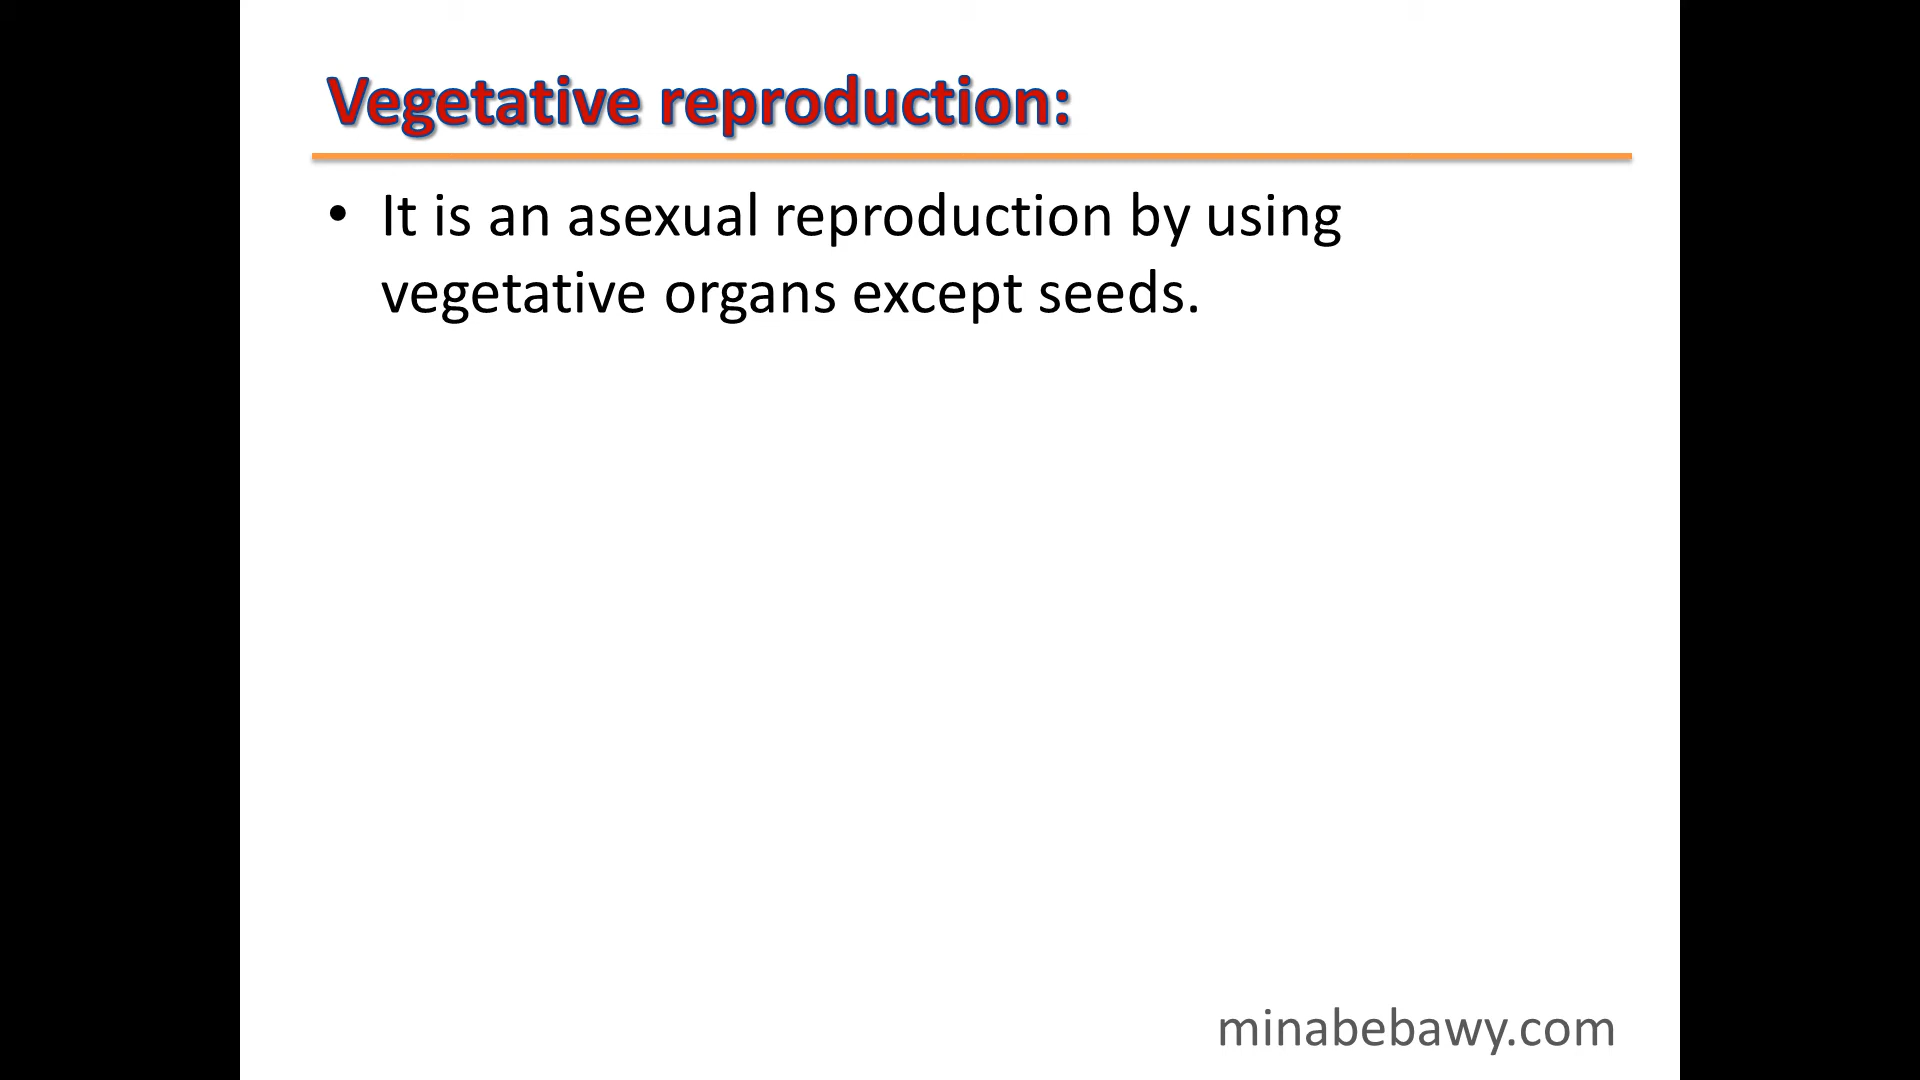 Vegetative reproduction:
• It is an asexual reproduction by using
vegetative organs except seeds.
minabebawy.com